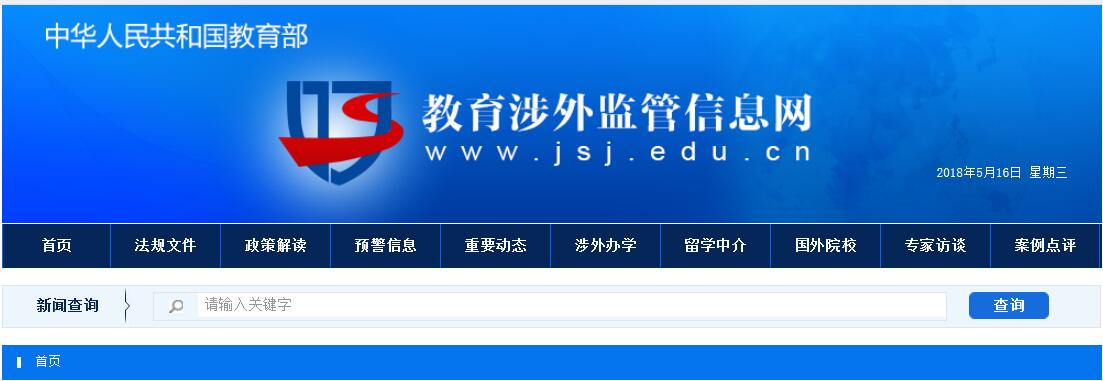 中华人民共和国教育部
教育涉外监管信息网
www.jsj.edu.cn
2018年5月16日 星期三
首页 法规文件 政策解读 预警信息 重要动态 涉外办学 留学中介 国外院校 专家访谈 案例点评
新闻查询 请输入关键字 查询
首页